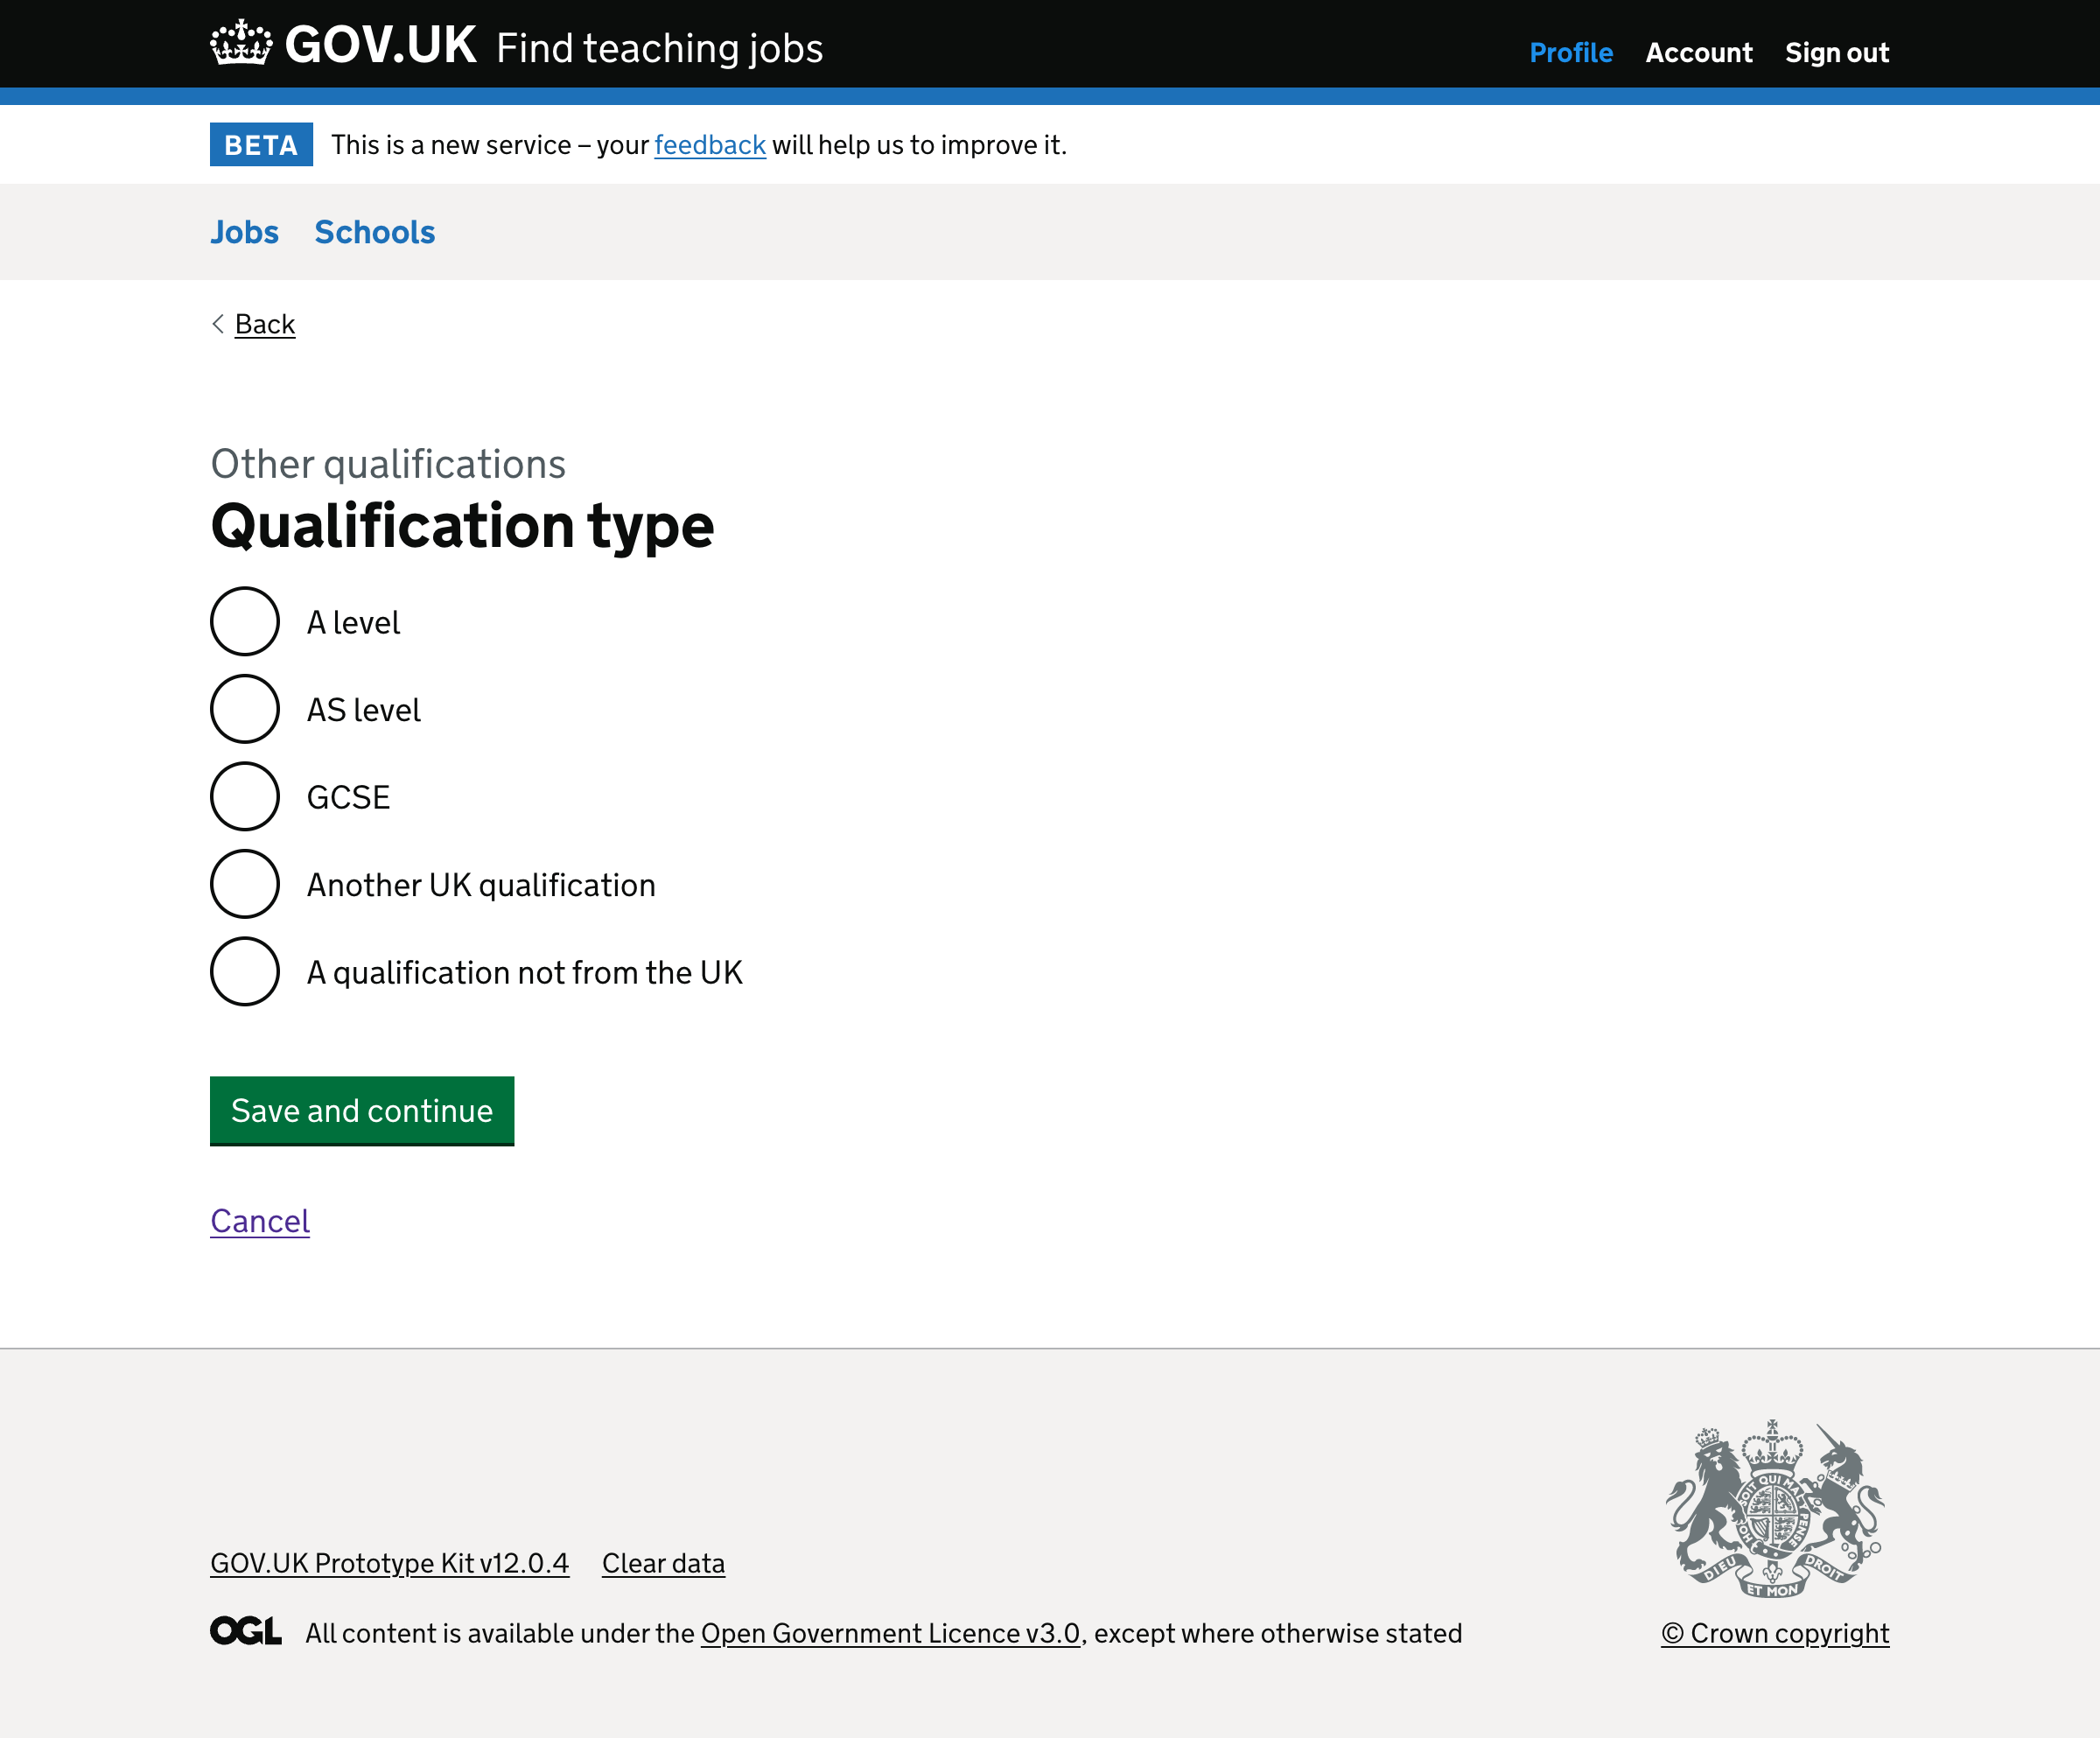 GOV.UK Find teaching jobs
Profile Account Sign out
BETA This is a new service – your feedback will help us to improve it.
Jobs Schools
Back
Other qualifications
Qualification type
A level
AS level
GCSE
Another UK qualification
A qualification not from the UK
Save and continue
Cancel
SOIT QUI MAL Y PENSE
DIEU ET MON DROIT
GOV.UK Prototype Kit v12.0.4 Clear data
OGL All content is available under the Open Government Licence v3.0, except where otherwise stated
© Crown copyright